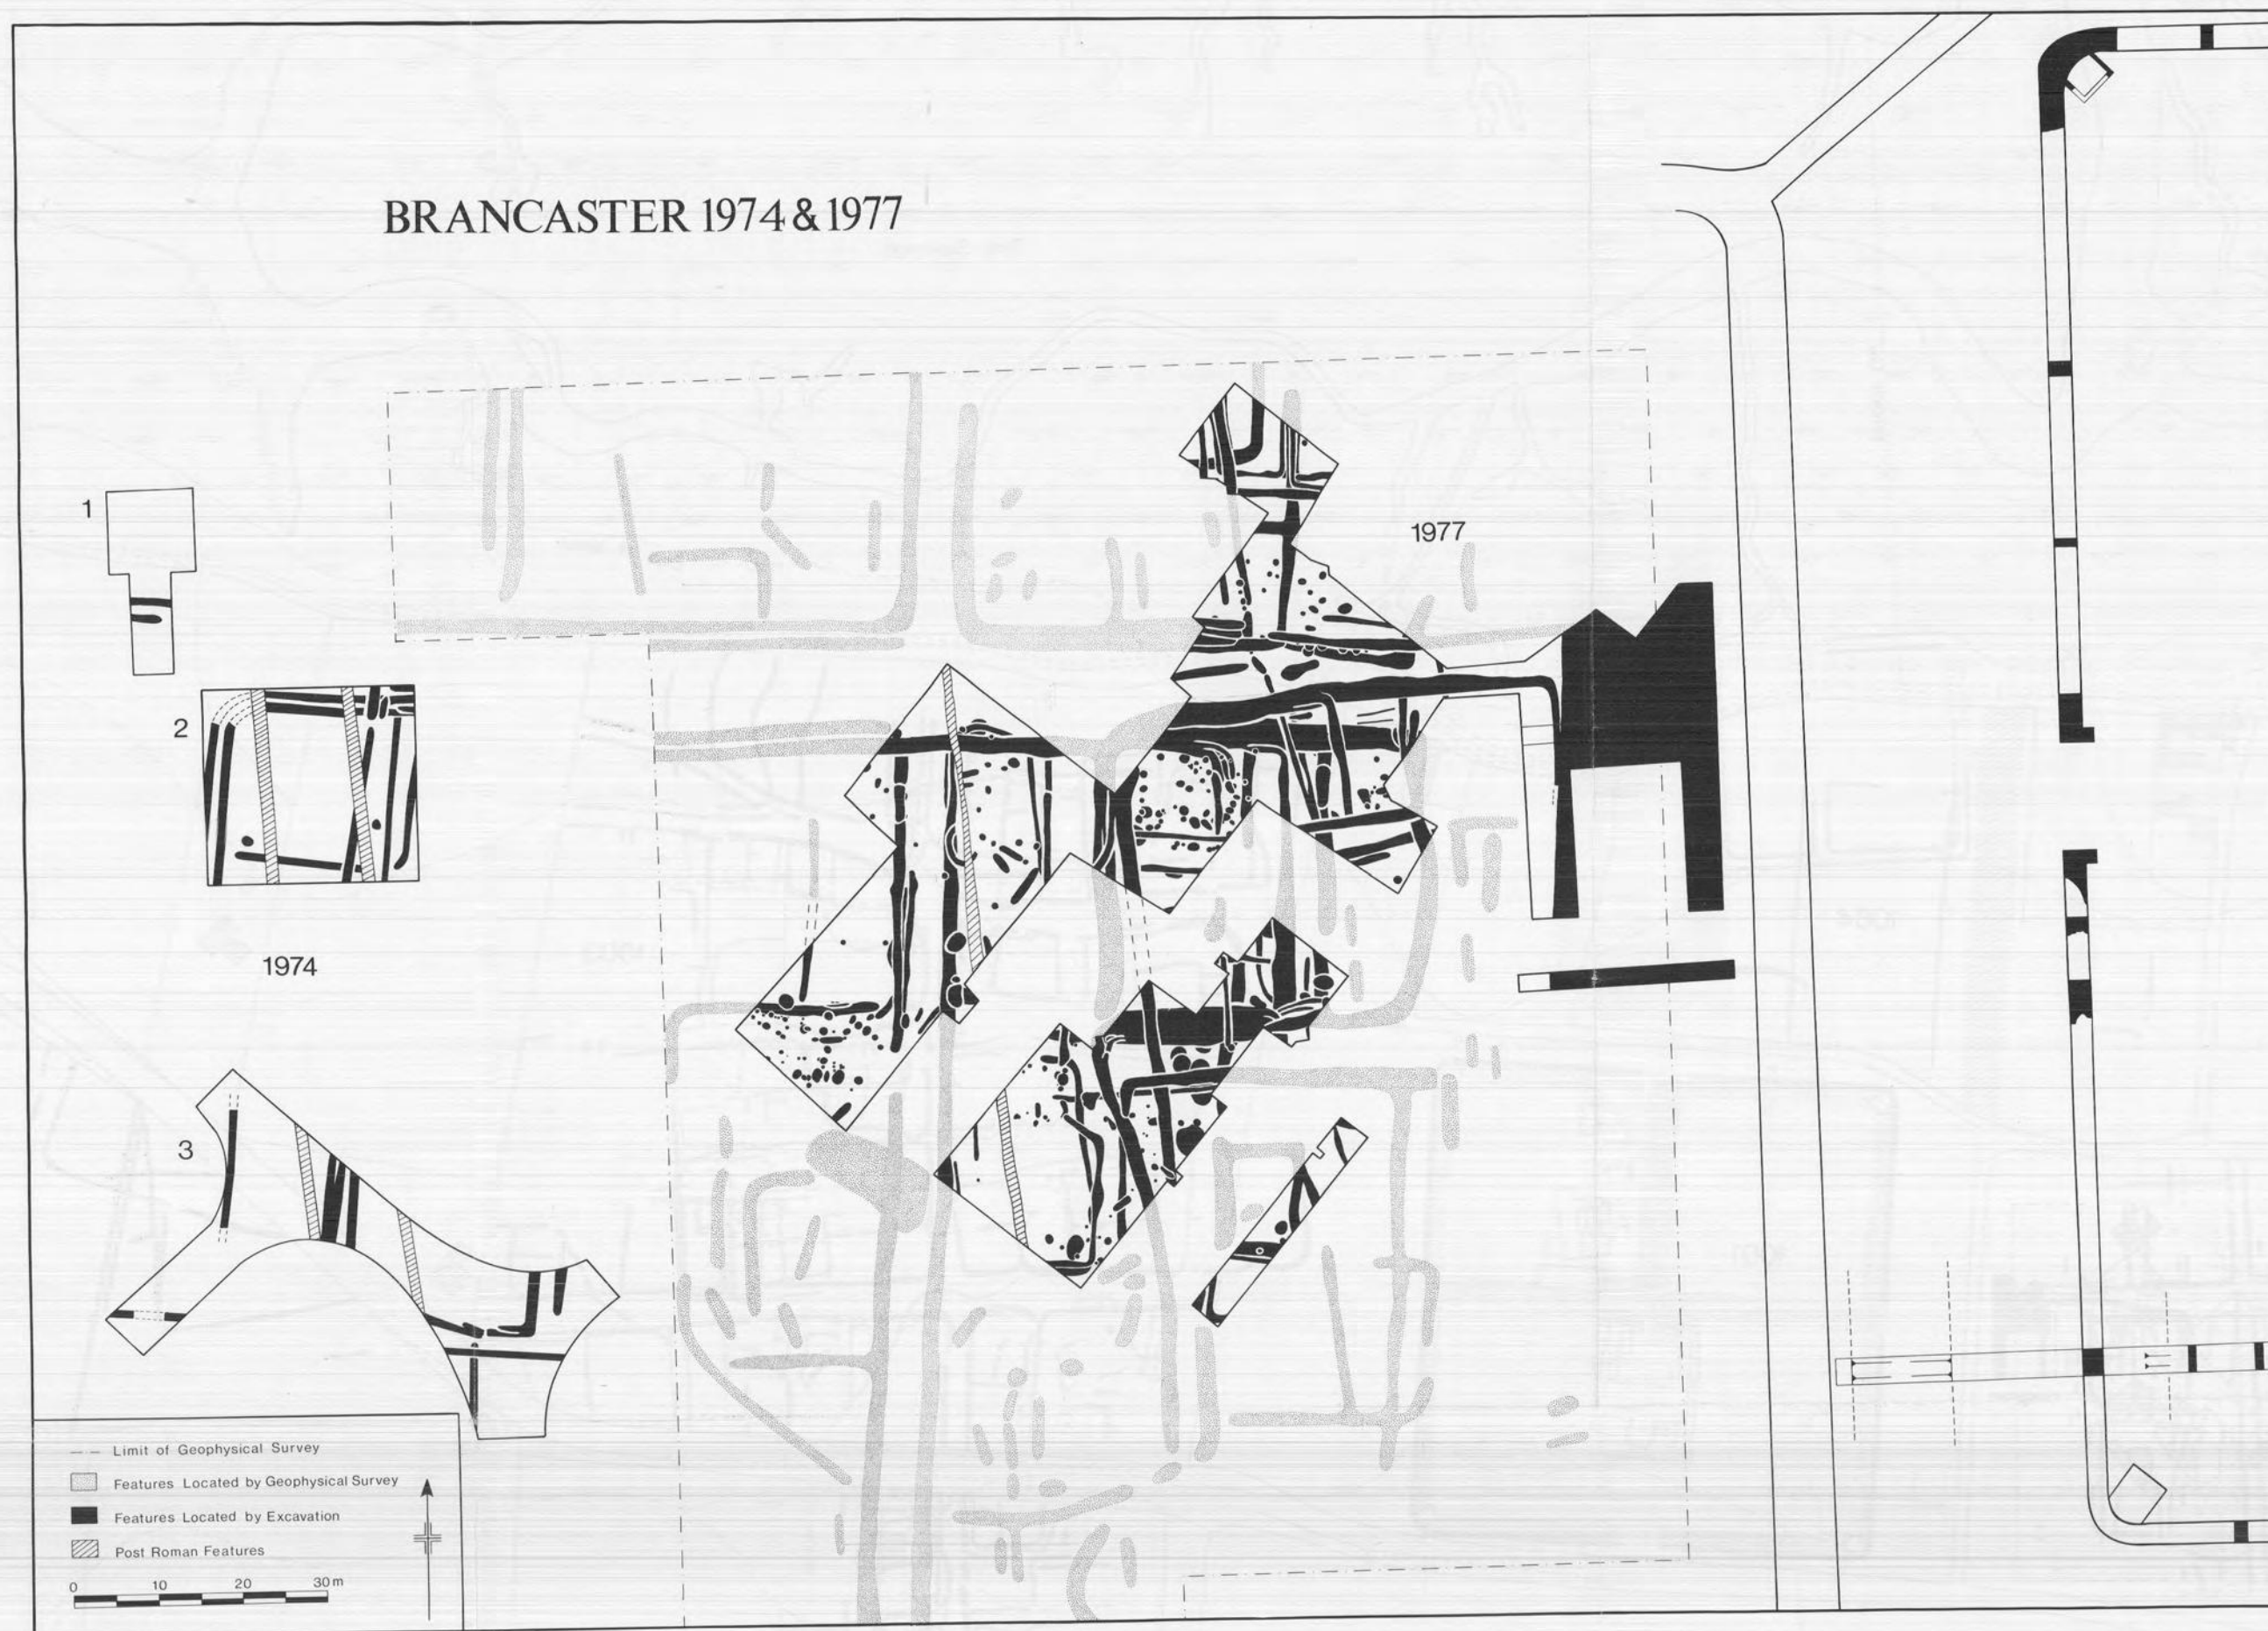 BRANCASTER 1974 & 1977
1
1977
2
1974
3
Limit of Geophysical Survey
Features Located by Geophysical Survey
Features Located by Excavation
Post Roman Features
0 10 20 30 m